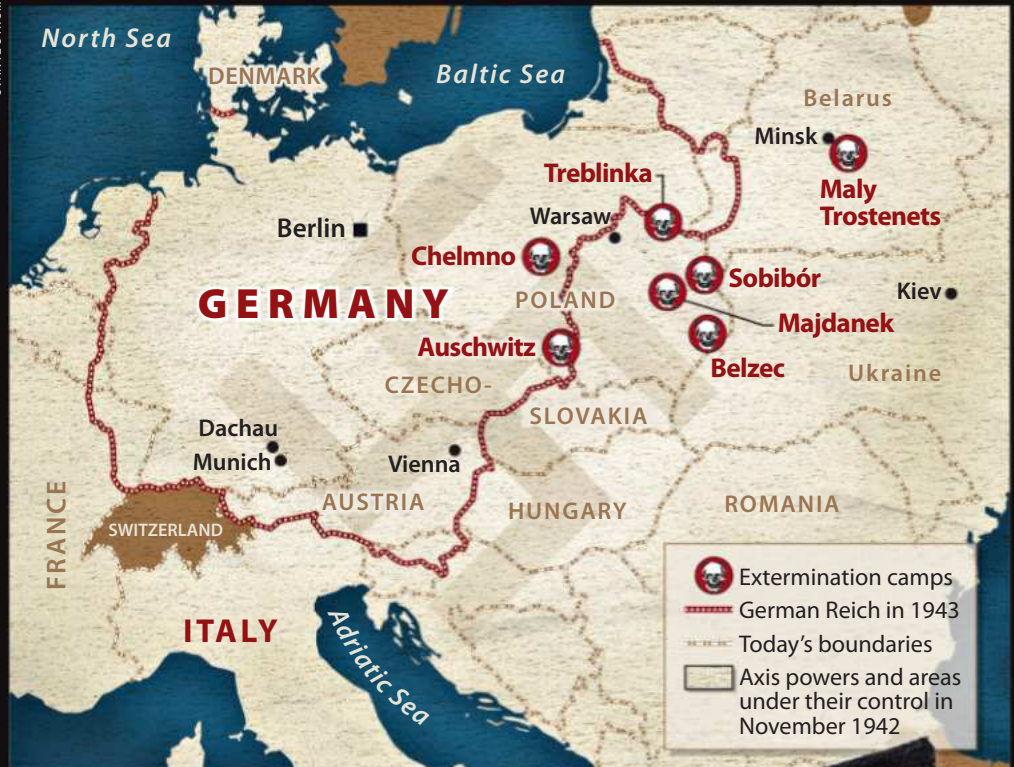 North Sea
DENMARK
Baltic Sea
Belarus
Minsk
Maly
Trostenets
Treblinka
Warsaw
Berlin
Chelmno
Sobibór
GERMANY
POLAND
Kiev
Majdanek
Auschwitz
Belzec
CZECHO-
Ukraine
SLOVAKIA
Dachau
Munich
Vienna
AUSTRIA
HUNGARY
ROMANIA
FRANCE
SWITZERLAND
ITALY
Adriatic Sea
Extermination camps
German Reich in 1943
Today's boundaries
Axis powers and areas
under their control in
November 1942